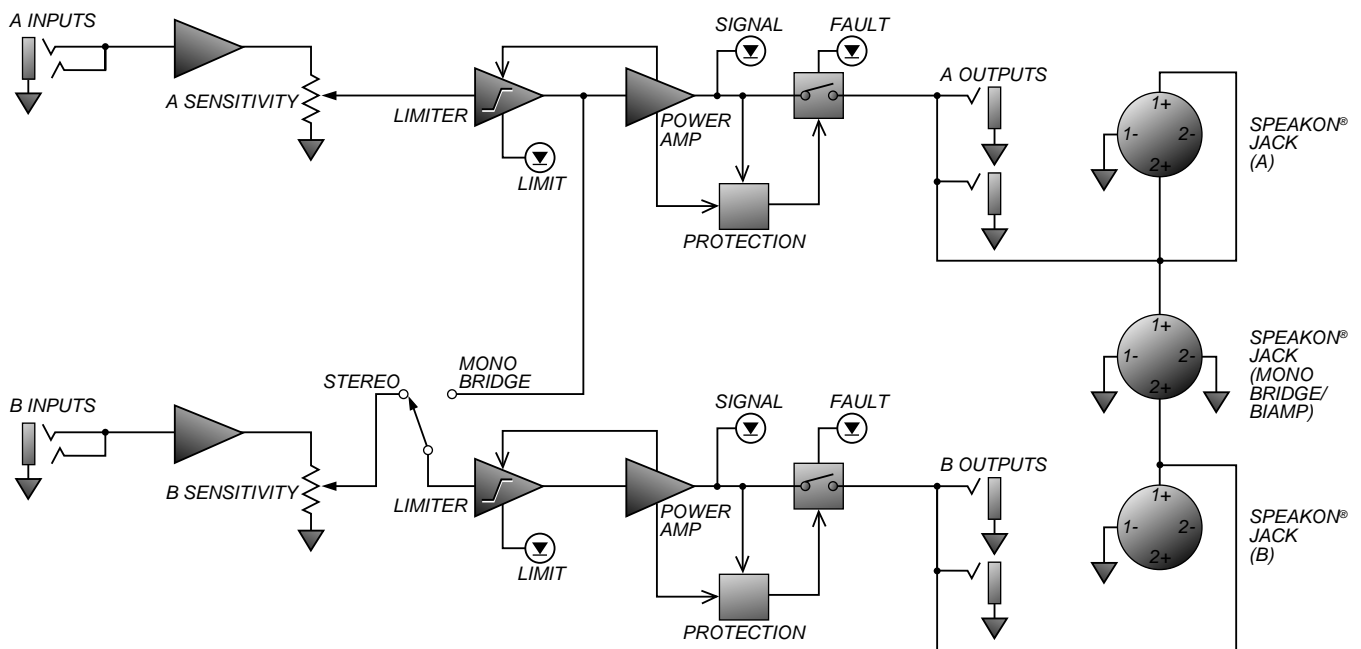 A INPUTS
A SENSITIVITY
LIMITER
LIMIT
POWER
AMP
SIGNAL
FAULT
PROTECTION
A OUTPUTS
1+
1-
2-
2+
SPEAKON®
JACK
(A)
1+
1-
2-
2+
SPEAKON®
JACK
(MONO
BRIDGE/
BIAMP)
STEREO
MONO
BRIDGE
B INPUTS
B SENSITIVITY
LIMITER
LIMIT
POWER
AMP
SIGNAL
FAULT
PROTECTION
B OUTPUTS
1+
1-
2-
2+
SPEAKON®
JACK
(B)